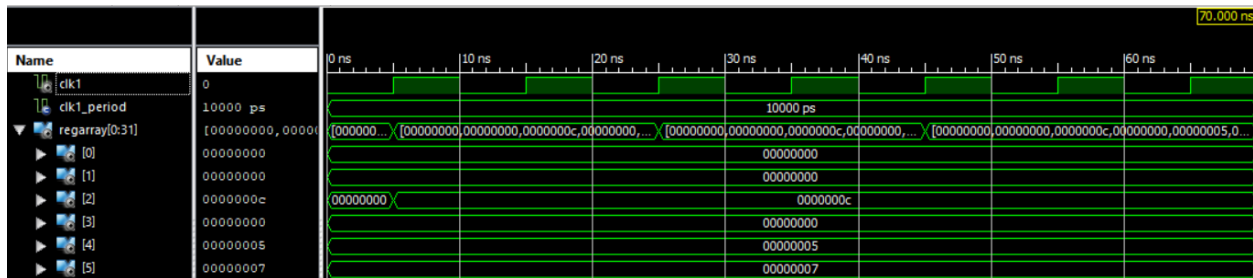 70.000 ns
Name Value 0 ns 10 ns 20 ns 30 ns 40 ns 50 ns 60 ns
clk1 0
clk1_period 10000 ps 10000 ps
regarray[0:31] [00000000,0000 [000000... [00000000,00000000,0000000c,00000000,... [00000000,00000000,0000000c,00000000,... [00000000,00000000,0000000c,00000000,00000005,0...
[0] 00000000 00000000
[1] 00000000 00000000
[2] 0000000c 00000000 0000000c
[3] 00000000 00000000
[4] 00000005 00000005
[5] 00000007 00000007